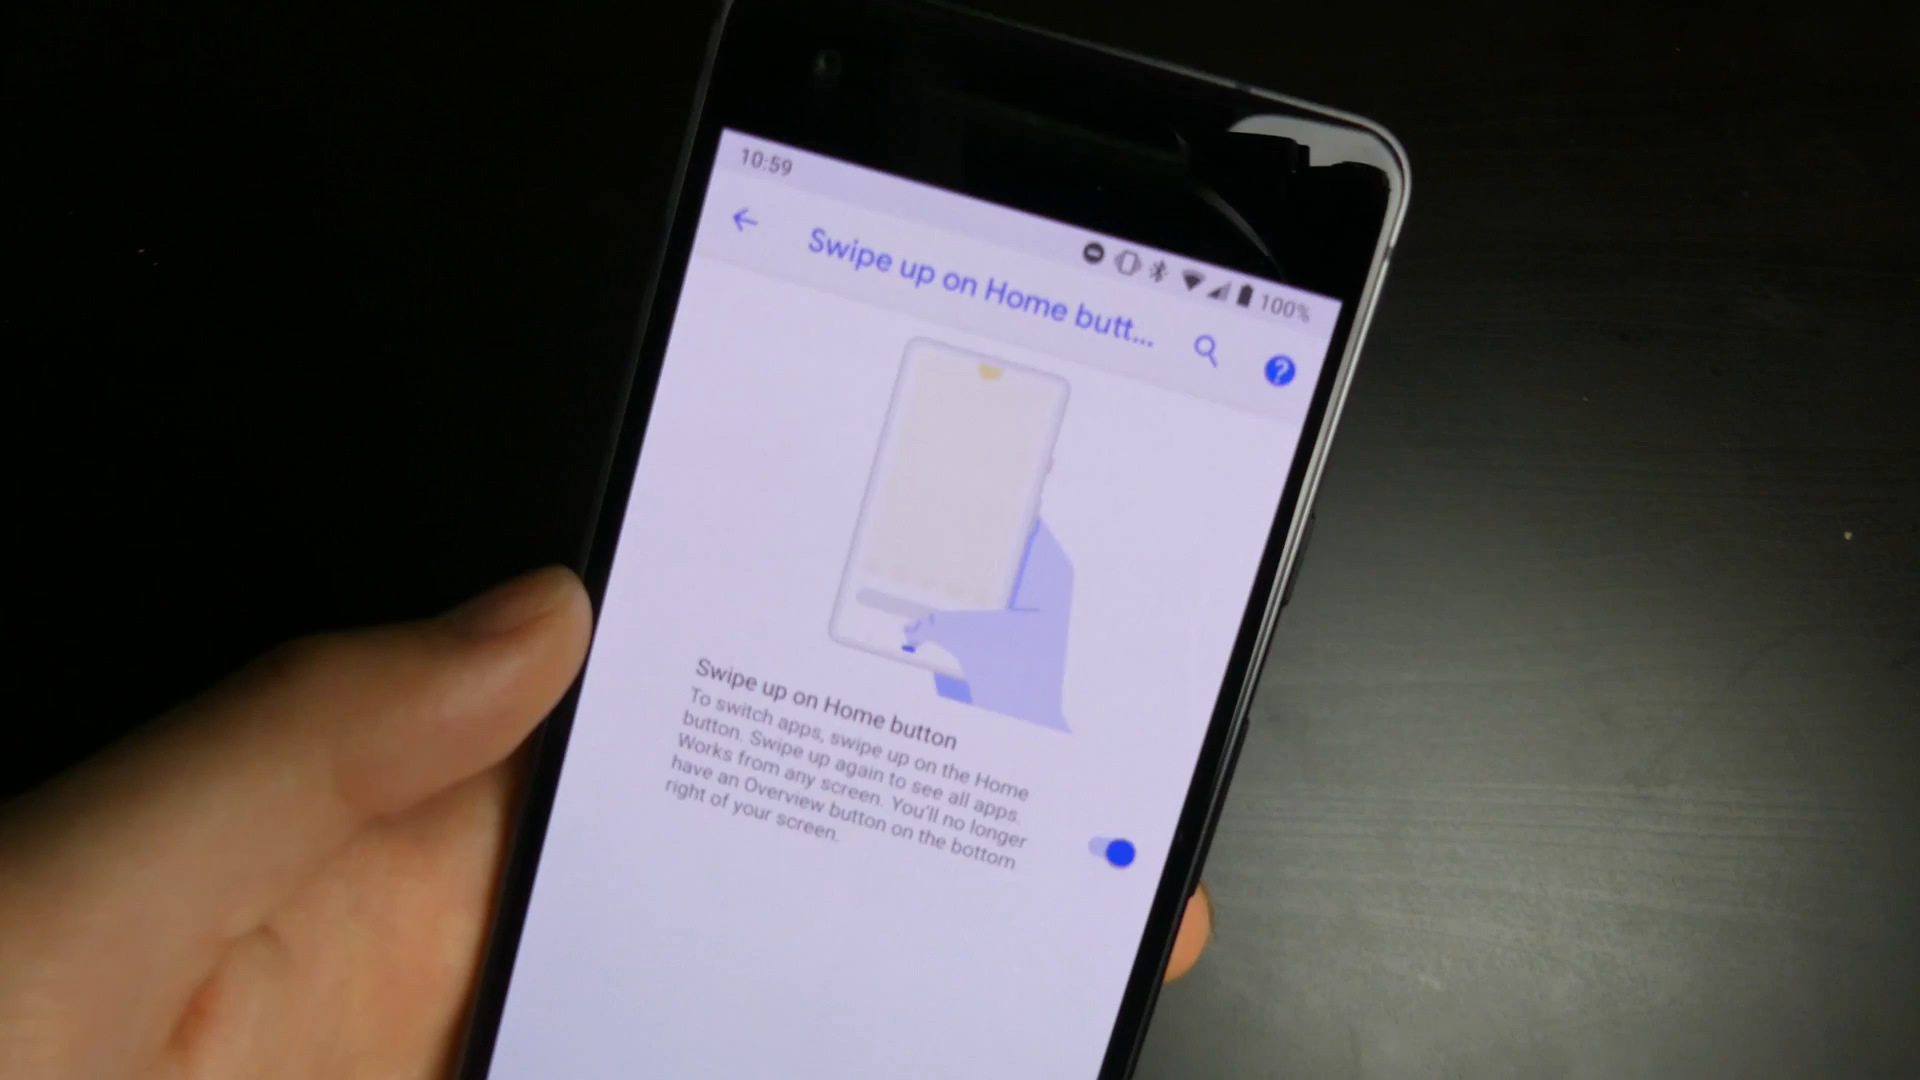 10:59
100%
Swipe up on Home butt...
?
Swipe up on Home button
To switch apps, swipe up on the Home
button. Swipe up again to see all apps.
Works from any screen. You'll no longer
have an Overview button on the bottom
right of your screen.